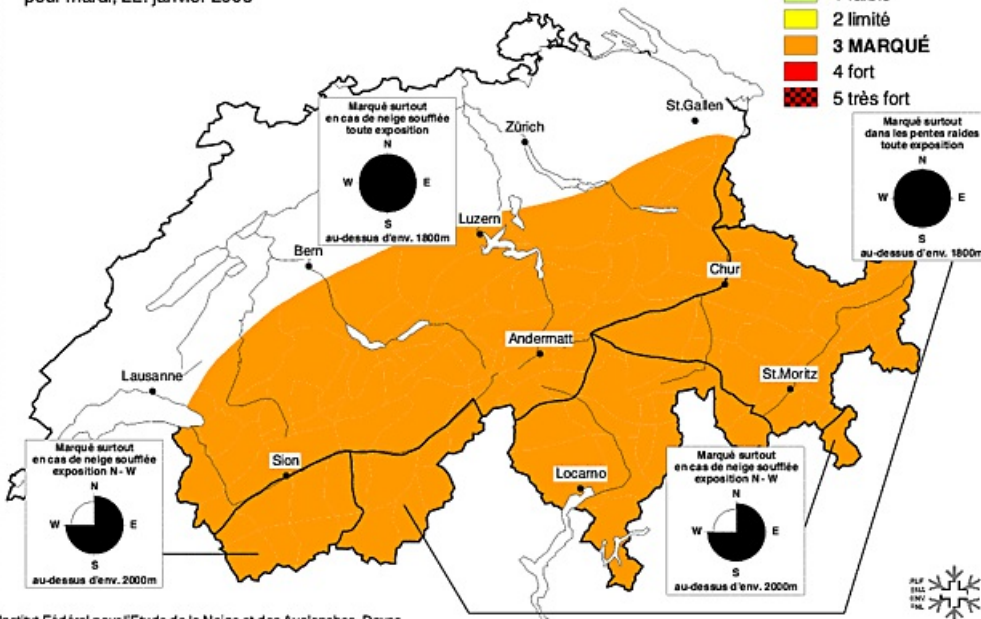 2 limité
3 MARQUÉ
4 fort
5 très fort
Marqué surtout
en cas de neige soufflée
toute exposition
N
W E
S
au-dessus d'env. 1800m
Zürich
St.Gallen
Marqué surtout
dans les pentes raides
toute exposition
N
W E
S
au-dessus d'env. 1800m
Luzern
Bern
Chur
Andermatt
St.Moritz
Lausanne
Sion
Locarno
Marqué surtout
en cas de neige soufflée
exposition N - W
N
W E
S
au-dessus d'env. 2000m
Marqué surtout
en cas de neige soufflée
exposition N - W
N
W E
S
au-dessus d'env. 2000m
SLF
ENA
SNL